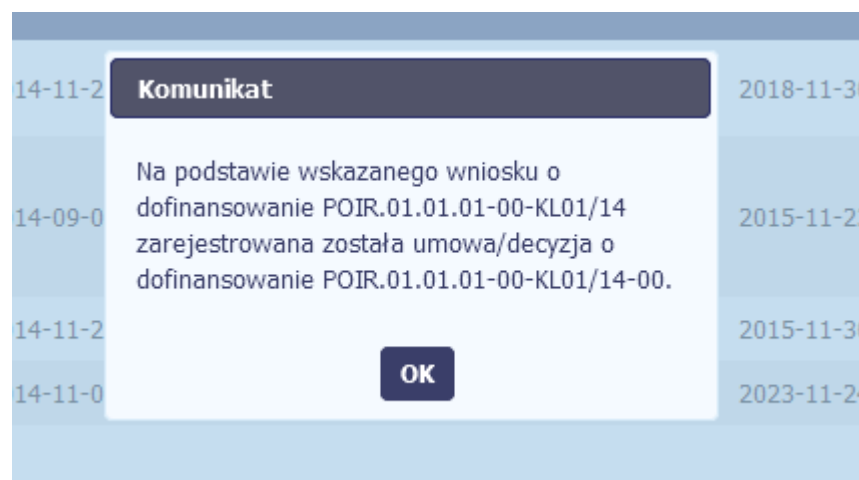 Komunikat
14-11-2
2018-11-3
Na podstawie wskazanego wniosku o
dofinansowanie POIR.01.01.01-00-KL01/14
14-09-0
2015-11-2
zarejestrowana została umowa/decyzja o
dofinansowanie POIR.01.01.01-00-KL01/14-00.
14-11-2
2015-11-3
OK
14-11-0
2023-11-2